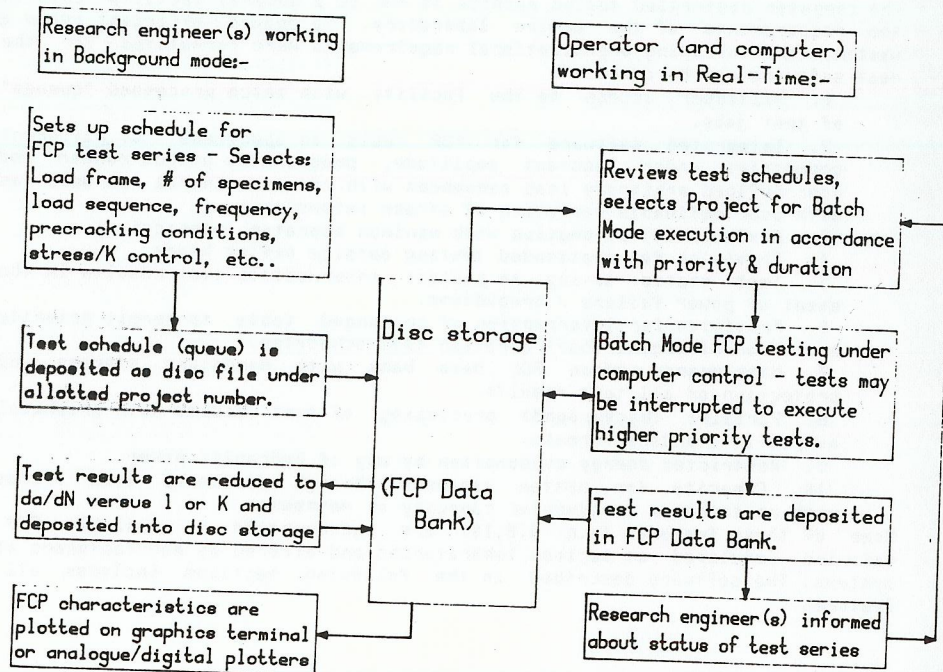 Research engineer(s) working
in Background mode:-
Operator (and computer)
working in Real-Time:-
Sets up schedule for
FCP test series - Selects:
Load frame, # of specimens,
load sequence, frequency,
precracking conditions,
stress/K control, etc..
Reviews test schedules,
selects Project for Batch
Mode execution in accordance
with priority & duration
Test schedule (queue) is
deposited as disc file under
allotted project number.
Disc storage
(FCP Data
Bank)
Batch Mode FCP testing under
computer control - tests may
be interrupted to execute
higher priority tests.
Test results are reduced to
da/dN versus l or K and
deposited into disc storage
Test results are deposited
in FCP Data Bank.
FCP characteristics are
plotted on graphics terminal
or analogue/digital plotters
Research engineer(s) informed
about status of test series